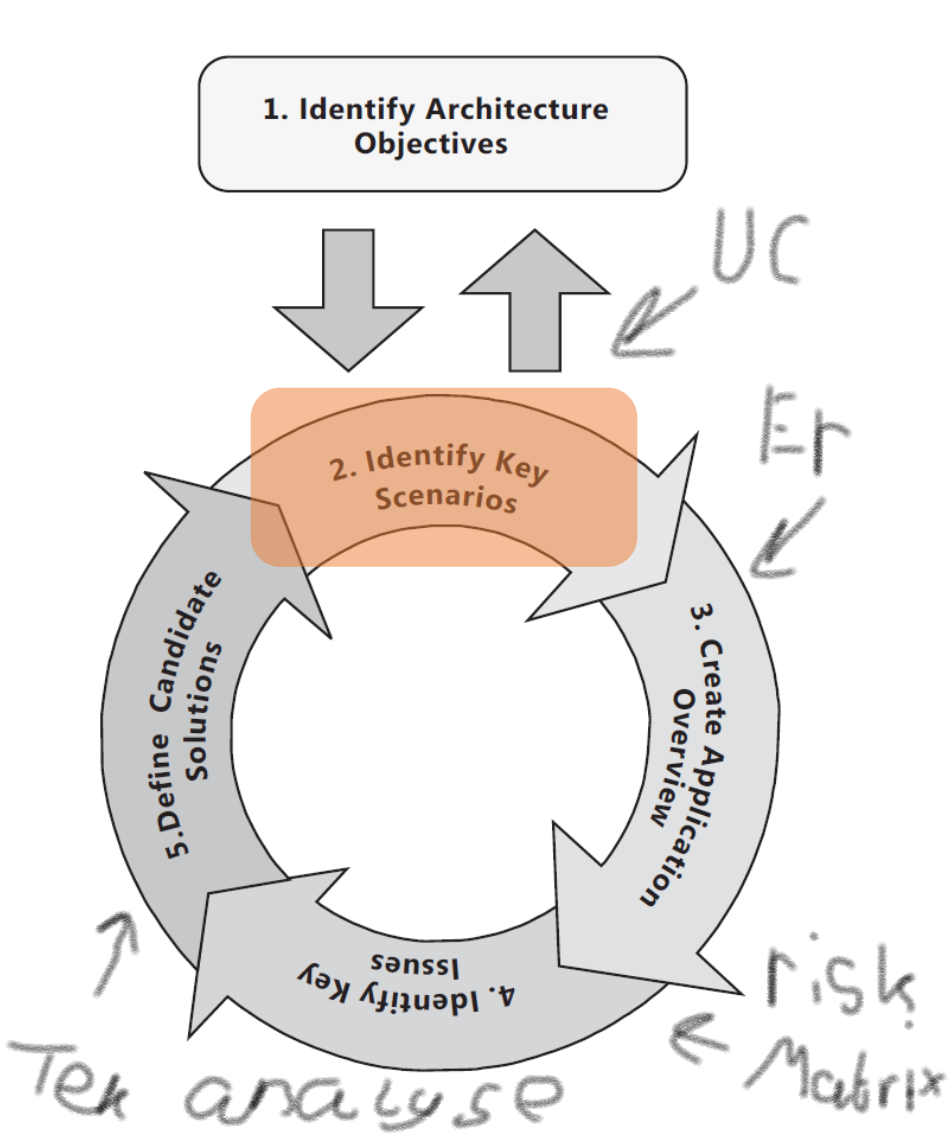 1. Identify Architecture
Objectives
UC
2. Identify Key
Scenarios
Er
3. Create Application
Overview
risk
Matrix
4. Identify Key
Issues
5.Define Candidate
Solutions
Tek analyse